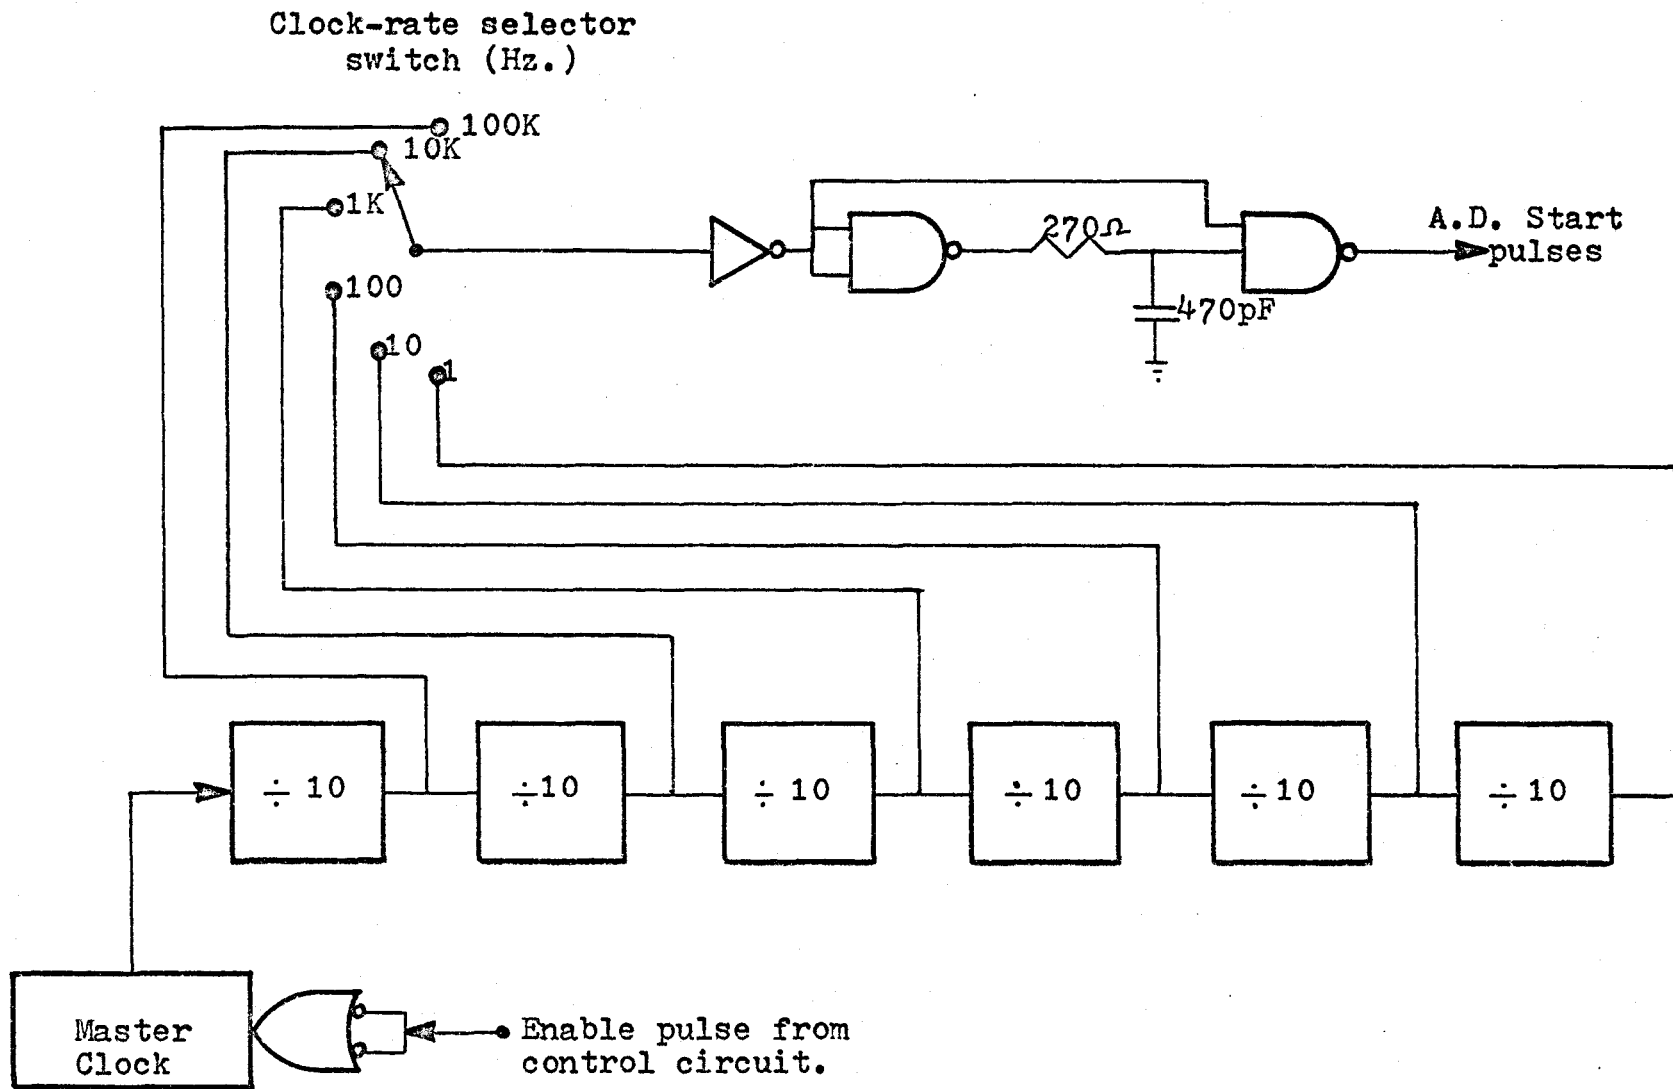 Clock-rate selector
switch (Hz.)
100K
10K
1K
100
10
1
270Ω
470pF
A.D. Start
pulses
÷ 10
÷10
÷ 10
÷ 10
÷ 10
÷ 10
Master
Clock
Enable pulse from
control circuit.